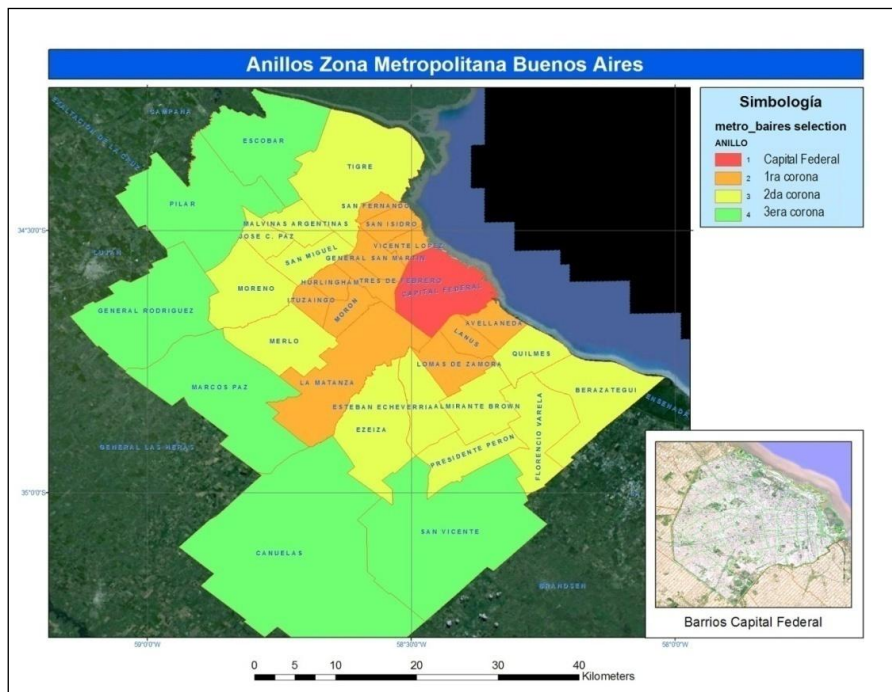 Anillos Zona Metropolitana Buenos Aires
Simbología
metro_baires selection
ANILLO
1 Capital Federal
2 1ra corona
3 2da corona
4 3era corona
CAMPANA
EXALTACION DE LA CRUZ
ESCOBAR
TIGRE
PILAR
SAN FERNANDO
MALVINAS ARGENTINAS
SAN ISIDRO
34°30'0"S
JOSE C. PAZ
VICENTE LOPEZ
SAN MIGUEL
GENERAL SAN MARTIN
LUJAN
HURLINGHAM
TRES DE FEBRERO
MORENO
CAPITAL FEDERAL
ITUZAINGO
MORON
GENERAL RODRIGUEZ
AVELLANEDA
LANUS
MERLO
QUILMES
LOMAS DE ZAMORA
LA MATANZA
MARCOS PAZ
BERAZATEGUI
ENSENADA
ESTEBAN ECHEVERRIA
ALMIRANTE BROWN
EZEIZA
FLORENCIO VARELA
GENERAL LAS HERAS
PRESIDENTE PERON
35°0'0"S
SAN VICENTE
CANUELAS
BRANDSEN
Barrios Capital Federal
59°0'0"W
58°30'0"W
58°0'0"W
0 5 10 20 30 40
Kilometers